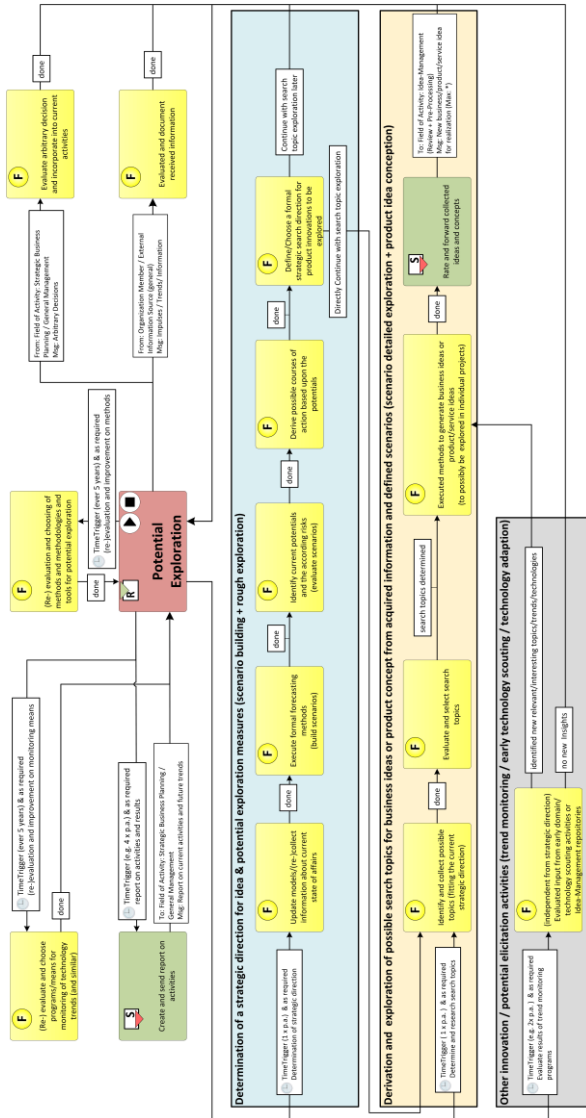 TimeTrigger (ever 5 years) & as required
(re-)evaluation and improvement on monitoring means
F
(Re-) evaluate and choose
programs/means for
monitoring of technology
trends (and similar)
done
TimeTrigger (e.g. 4 x p.a.) & as required
report on activities and results
S
Create and send report on
activities
To: Field of Activity: Strategic Business Planning /
General Management
Msg: Report on current activities and future trends
F
(Re-) evaluation and choosing of
methods and methodologies and
tools for potential exploration
done
TimeTrigger (ever 5 years) & as required
(re-)evaluation and improvement on methods
R
Potential
Exploration
From: Field of Activity: Strategic Business
Planning / General Management
Msg: Arbitrary Decisions
F
Evaluate arbitrary decision
and incorporate into current
activities
done
From: Organization Member / External
Information Source (general)
Msg: Impulses / Trends / Information
F
Evaluated and document
received information
done
Determination of a strategic direction for idea & potential exploration measures (scenario building + rough exploration)
TimeTrigger (1 x p.a.) & as required
Determination of strategic direction
F
Update models/(re-)collect
information about current
state of affairs
done
F
Execute formal forecasting
methods
(build scenarios)
done
F
Identify current potentials
and the according risks
(evaluate scenarios)
done
F
Derive possible courses of
action based upon the
potentials
done
F
Define/Choose a formal
strategic search direction for
product innovations to be
explored
Continue with search
topic exploration later
Directly Continue with search topic exploration
Derivation and exploration of possible search topics for business ideas or product concept from acquired information and defined scenarios (scenario detailed exploration + product idea conception)
TimeTrigger ( 1 x p.a. ) & as required
Determine and research search topics
F
Identify and collect possible
topics (fitting the current
strategic direction)
done
F
Evaluate and select search
topics
search topics determined
F
Executed methods to generate business ideas or
product/service ideas
(to possibly be explored in individual projects)
done
S
Rate and forward collected
ideas and concepts
To: Field of Activity: Idea-Management
(Review + Pre-Processing)
Msg: New business/product/service idea
for realization (Max: *)
Other innovation / potential elicitation activities (trend monitoring / early technology scouting / technology adaption)
TimeTrigger (e.g. 2x p.a. ) & as required
Evaluate results of trend monitoring
programs
F
(independent from strategic direction)
Evaluated input from early domain/
technology scouting activities or
Idea-Management repositories
identified new relevant/interesting topics/trends/technologies
no new Insights